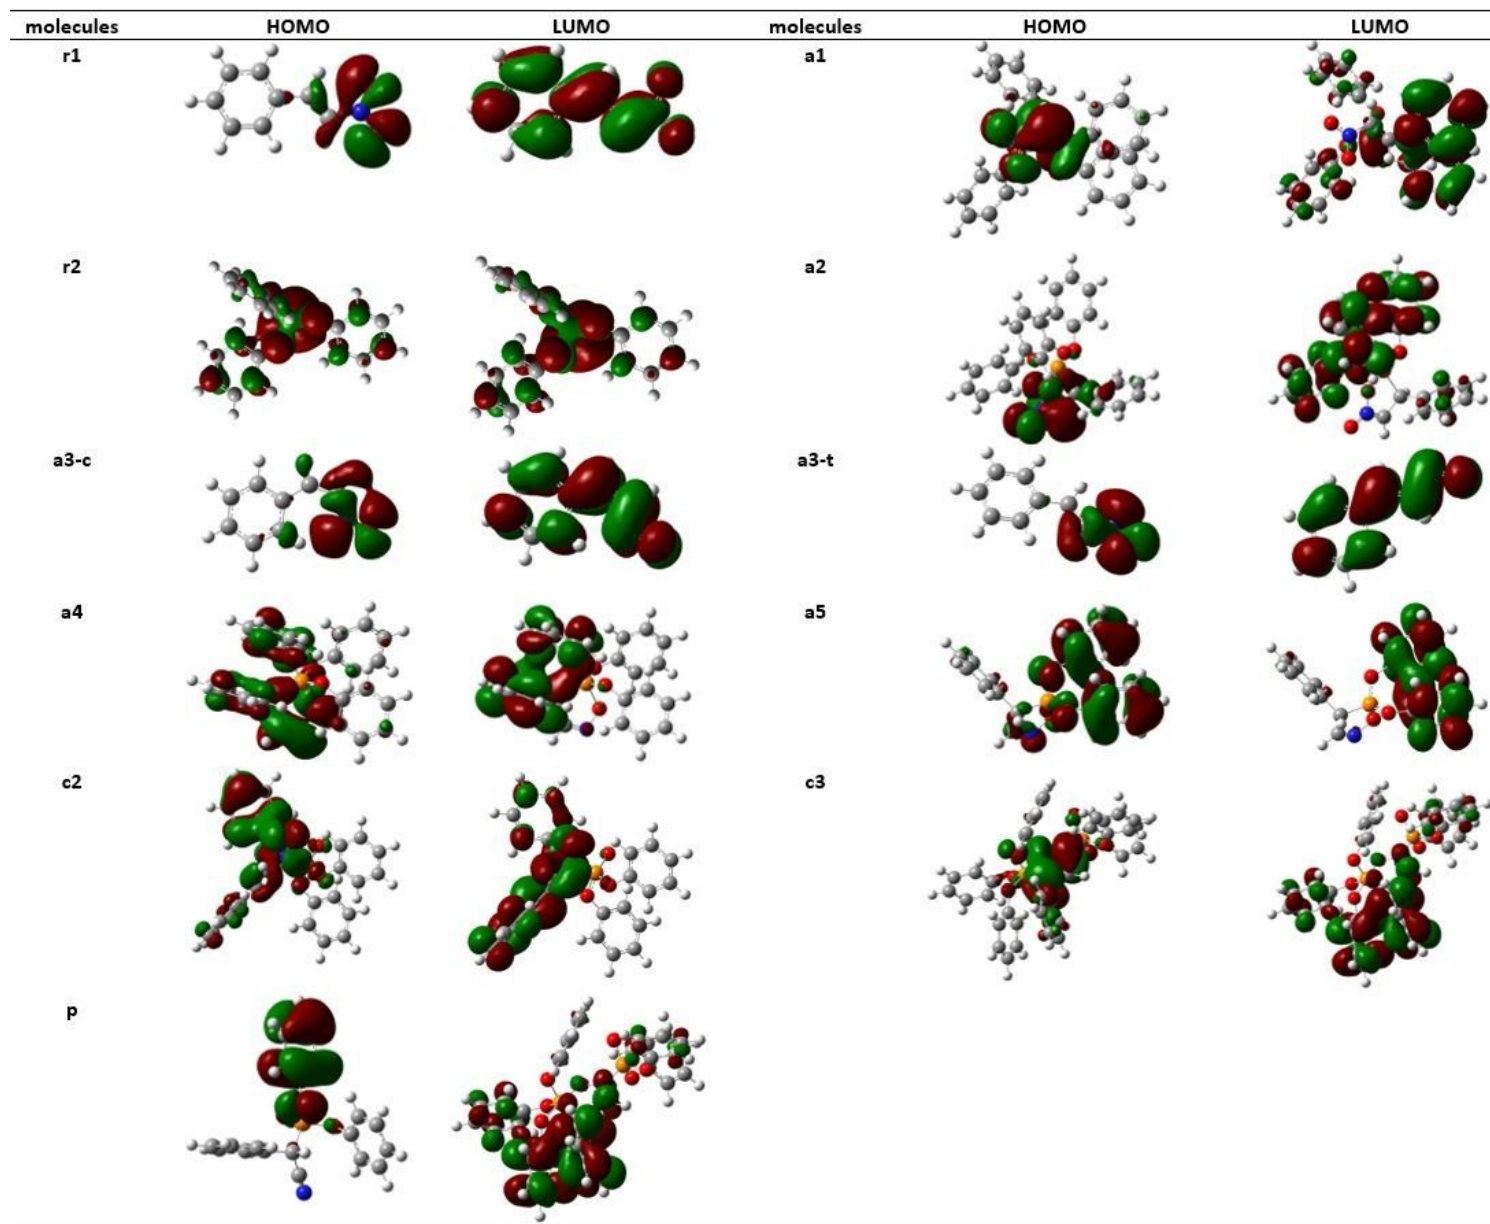 molecules HOMO LUMO molecules HOMO LUMO
r1 a1
r2 a2
a3-c a3-t
a4 a5
c2 c3
p